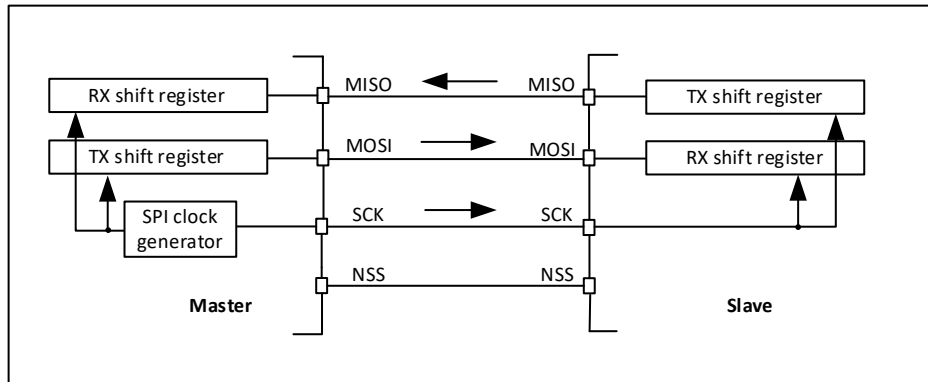 RX shift register
MISO
MISO
TX shift register
TX shift register
MOSI
MOSI
RX shift register
SPI clock
generator
SCK
SCK
NSS
NSS
Master
Slave